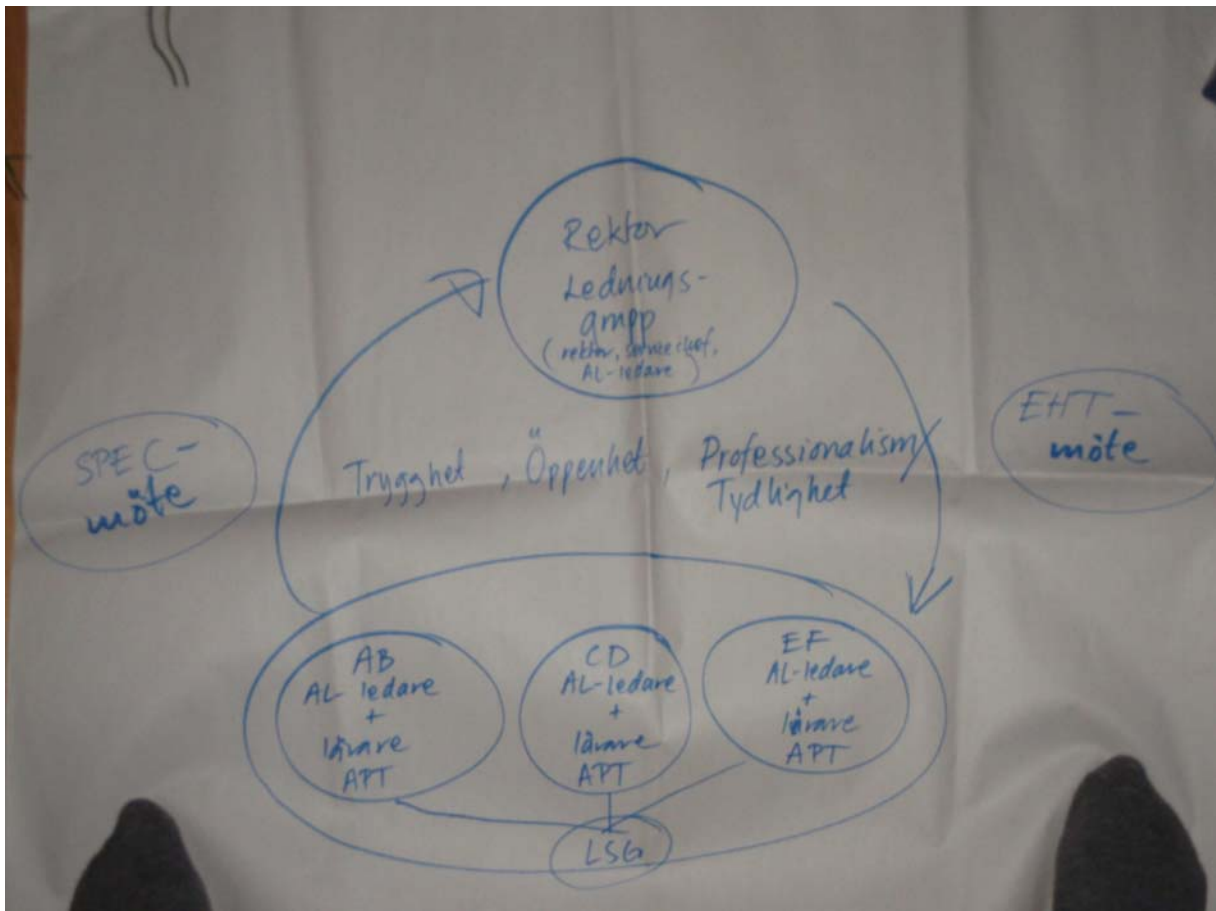 Rektor
Lednings-
grupp
(rektor, servicechef,
AL-ledare)
SPEC-
möte
EHT-
möte
Trygghet, Öppenhet, Professionalism/
Tydlighet
AB
AL-ledare
+
lärare
APT
CD
AL-ledare
+
lärare
APT
EF
AL-ledare
+
lärare
APT
LSG